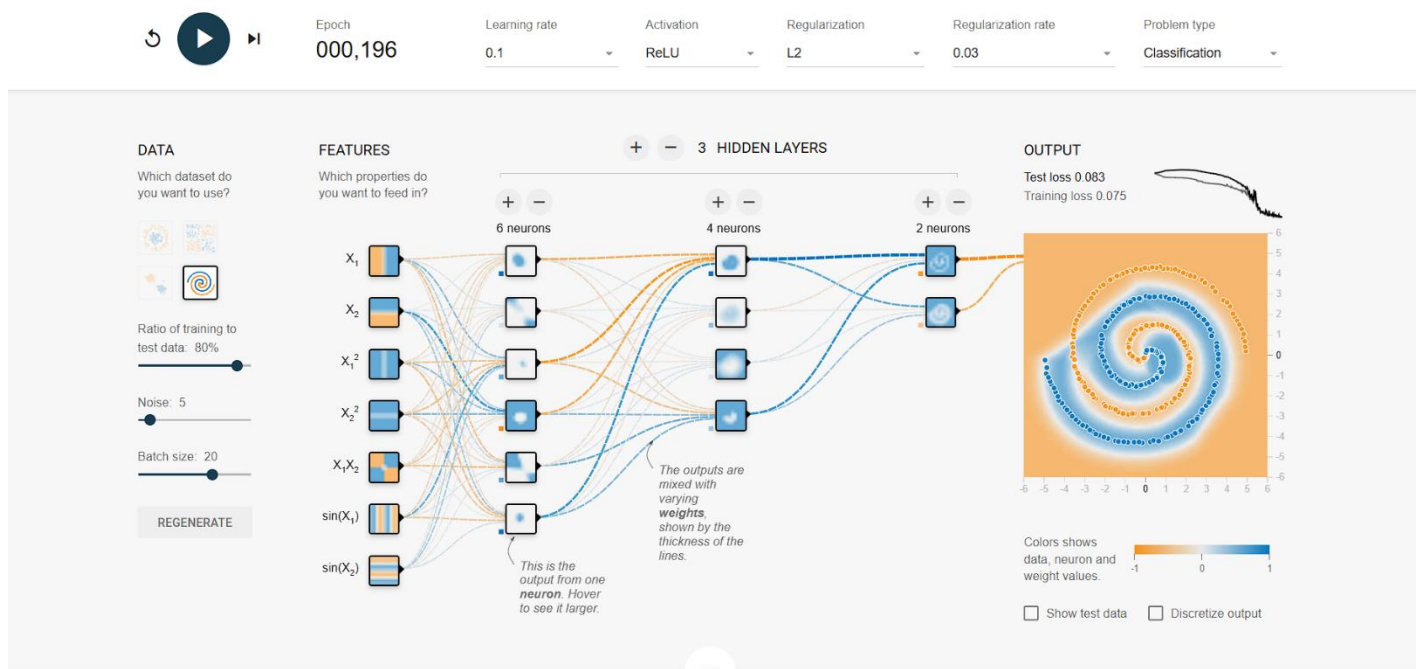 Epoch
000,196
Learning rate
0.1
Activation
ReLU
Regularization
L2
Regularization rate
0.03
Problem type
Classification
DATA
Which dataset do
you want to use?
Ratio of training to
test data: 80%
Noise: 5
Batch size: 20
REGENERATE
FEATURES
Which properties do
you want to feed in?
X₁
X₂
X₁²
X₂²
X₁X₂
sin(X₁)
sin(X₂)
+ − 3 HIDDEN LAYERS
+ −
6 neurons
+ −
4 neurons
+ −
2 neurons
This is the
output from one
neuron. Hover
to see it larger.
The outputs are
mixed with
varying
weights,
shown by the
thickness of the
lines.
OUTPUT
Test loss 0.083
Training loss 0.075
6
5
4
3
2
1
0
-1
-2
-3
-4
-5
-6
-6 -5 -4 -3 -2 -1 0 1 2 3 4 5 6
Colors shows
data, neuron and
weight values.
-1 0 1
Show test data
Discretize output